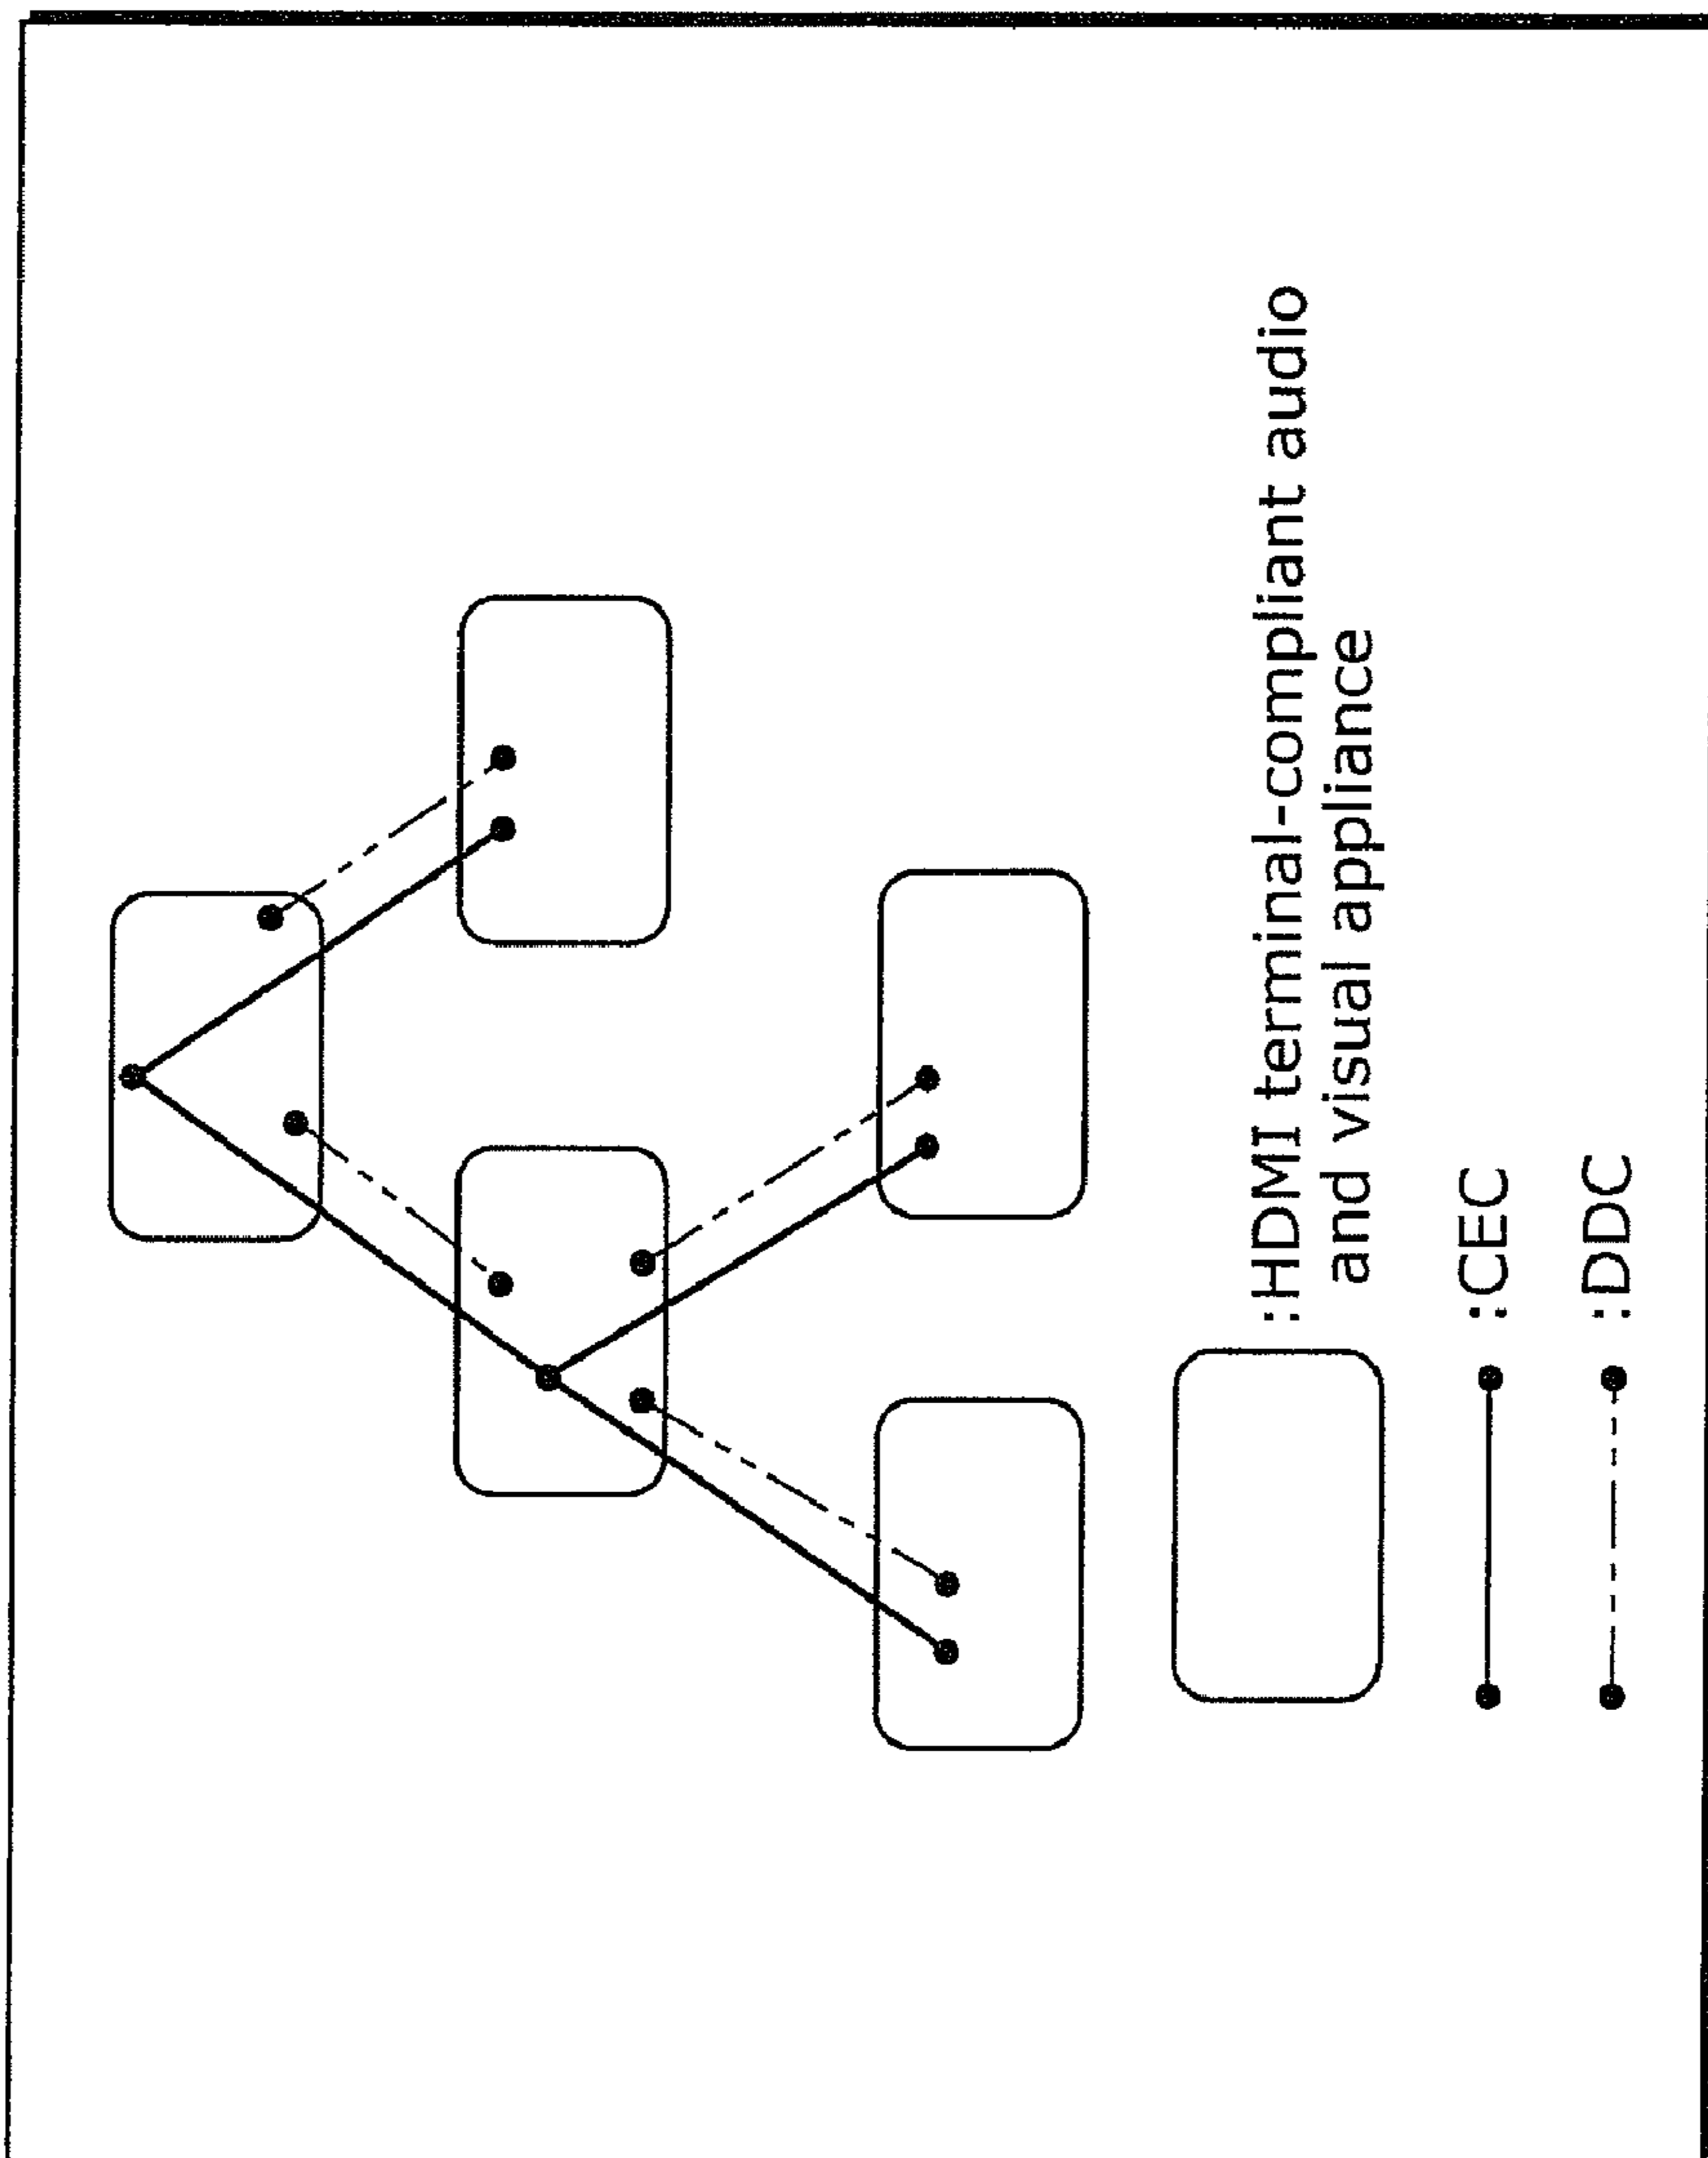 :HDMI terminal-compliant audio
and visual appliance
:CEC
:DDC